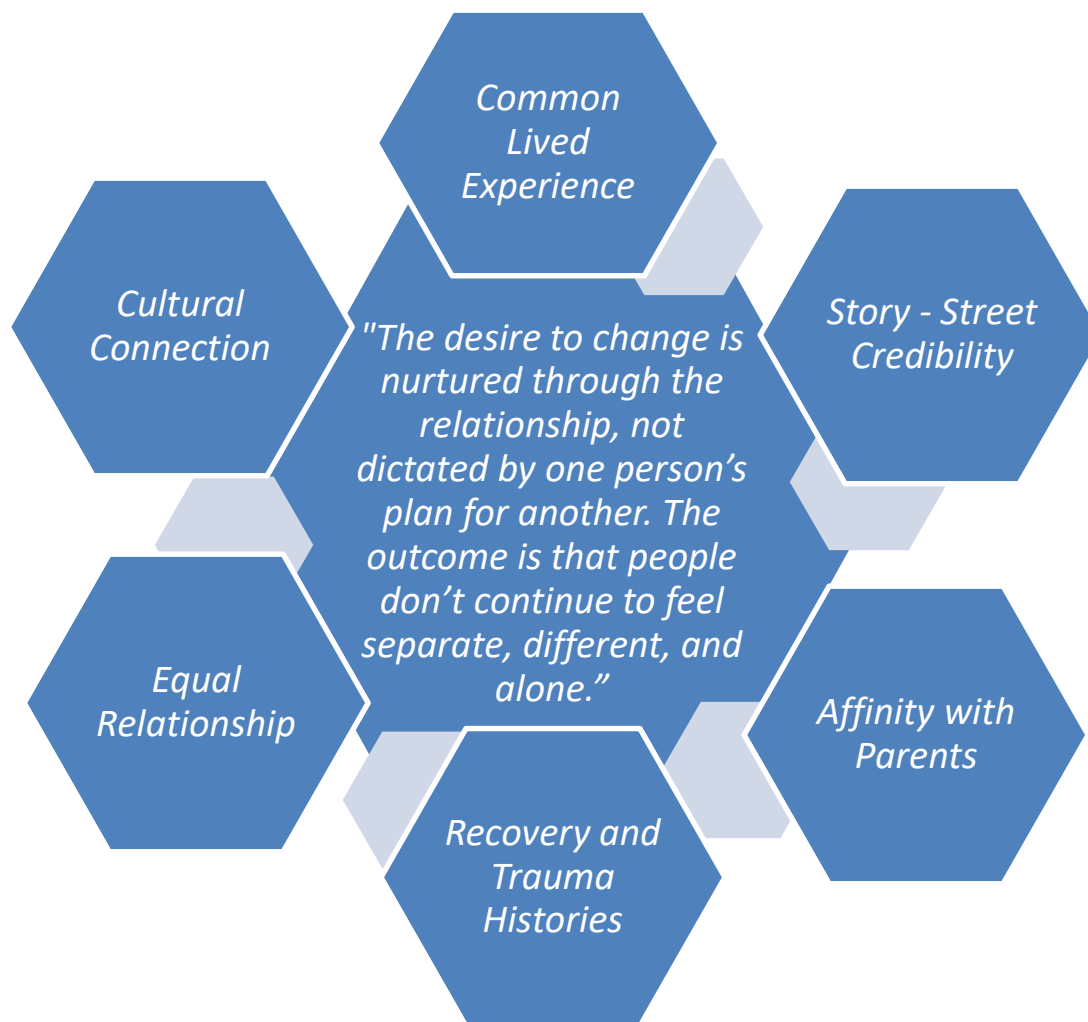 Common
Lived
Experience
Story - Street
Credibility
Affinity with
Parents
Recovery and
Trauma
Histories
Equal
Relationship
Cultural
Connection
"The desire to change is
nurtured through the
relationship, not
dictated by one person’s
plan for another. The
outcome is that people
don’t continue to feel
separate, different, and
alone.”